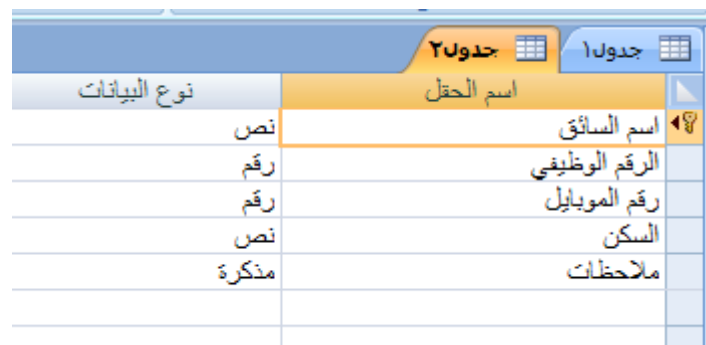 جدول١ جدول٢
اسم الحقل نوع البيانات
اسم السائق نص
الرقم الوظيفي رقم
رقم الموبايل رقم
السكن نص
ملاحظات مذكرة